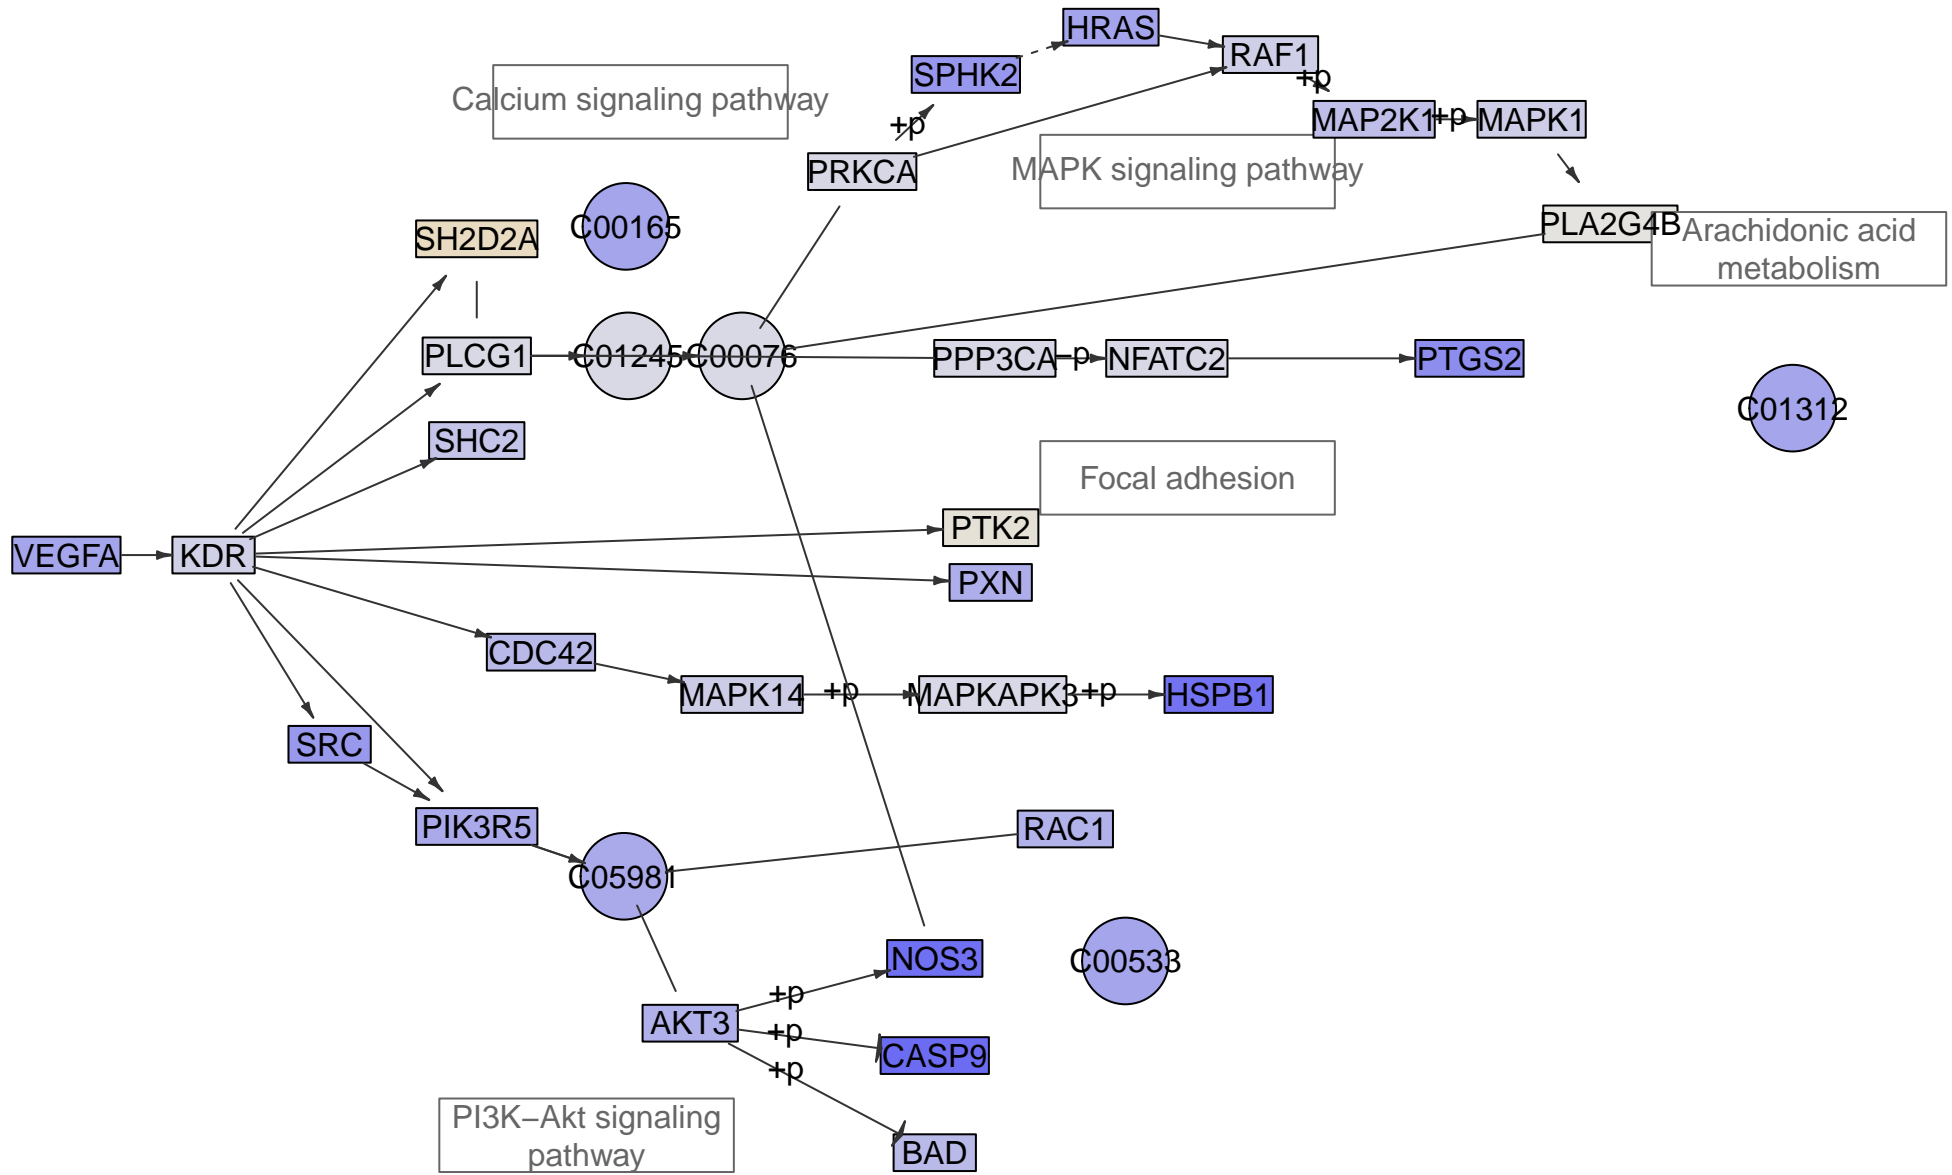 HRAS
RAF1
+p
SPHK2
Calcium signaling pathway
+p
MAP2K1
+p
MAPK1
PRKCA
MAPK signaling pathway
C00165
SH2D2A
PLA2G4B
Arachidonic acid
metabolism
PLCG1
C01245
C00076
PPP3CA
−p
NFATC2
PTGS2
C01312
SHC2
Focal adhesion
PTK2
VEGFA
KDR
PXN
CDC42
MAPK14
+p
MAPKAPK3
+p
HSPB1
SRC
PIK3R5
RAC1
C05981
NOS3
C00533
+p
AKT3
+p
CASP9
+p
PI3K−Akt signaling
pathway
BAD